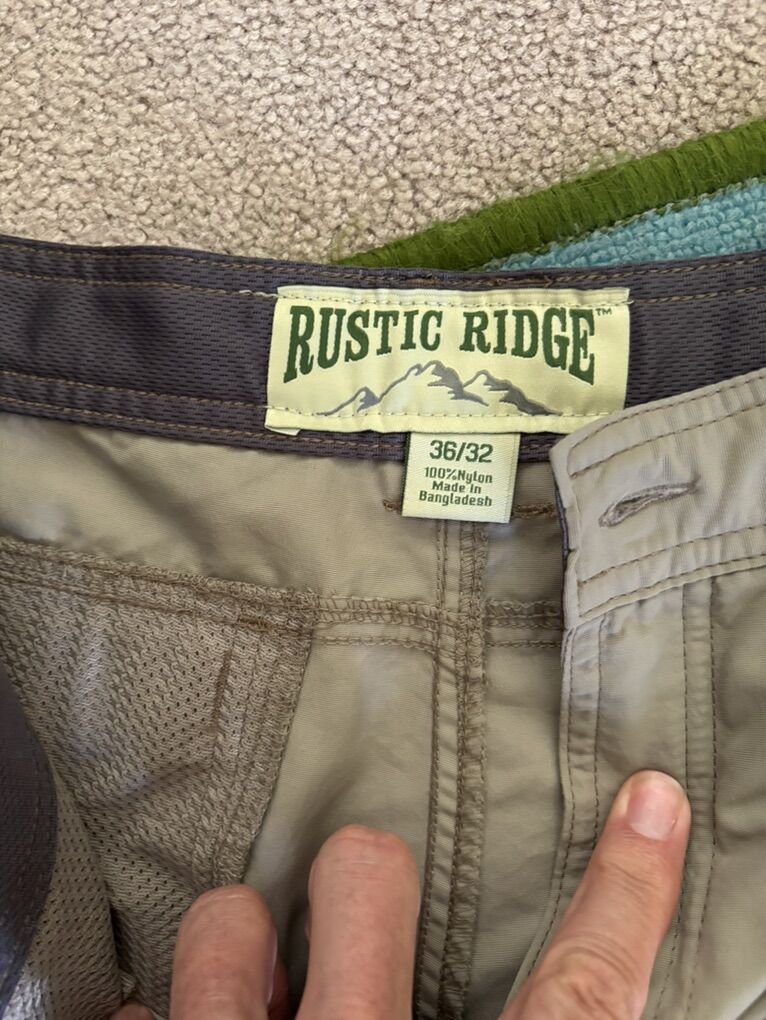 RUSTIC RIDGE™
36/32
100%Nylon
Made in
Bangladesh